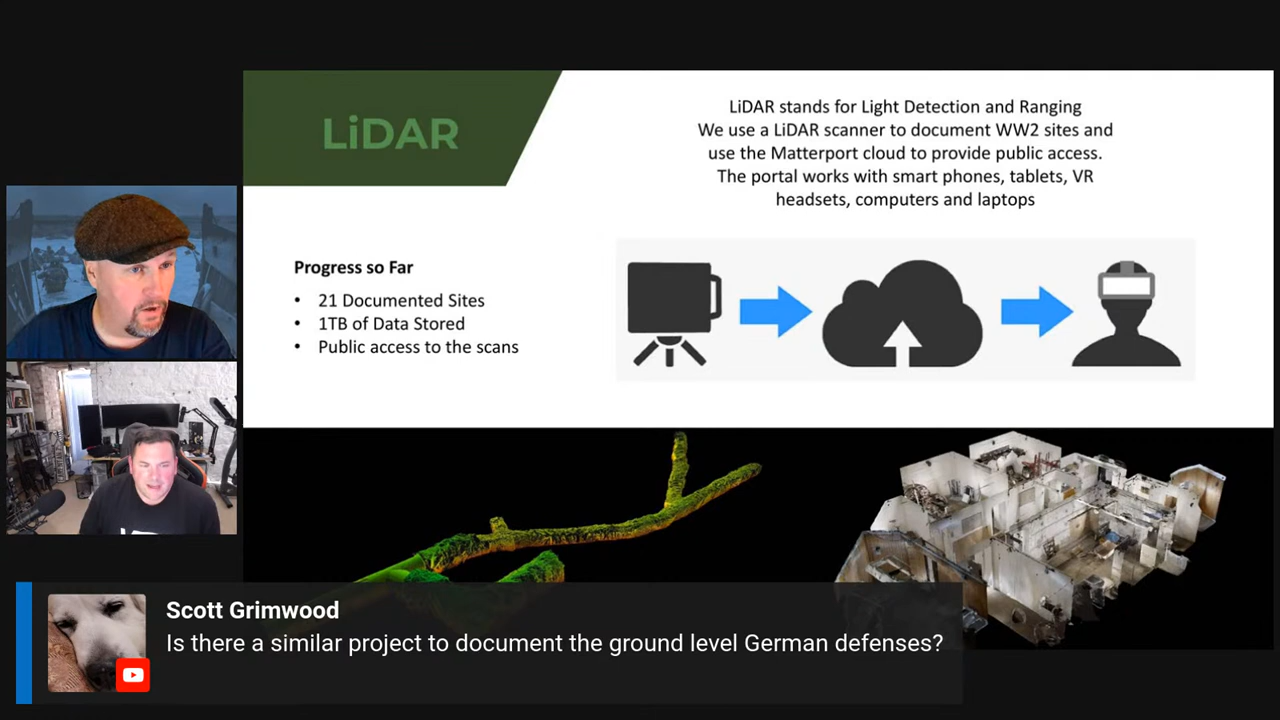 LiDAR
LiDAR stands for Light Detection and Ranging
We use a LiDAR scanner to document WW2 sites and
use the Matterport cloud to provide public access.
The portal works with smart phones, tablets, VR
headsets, computers and laptops
Progress so Far
• 21 Documented Sites
• 1TB of Data Stored
• Public access to the scans
Scott Grimwood
Is there a similar project to document the ground level German defenses?